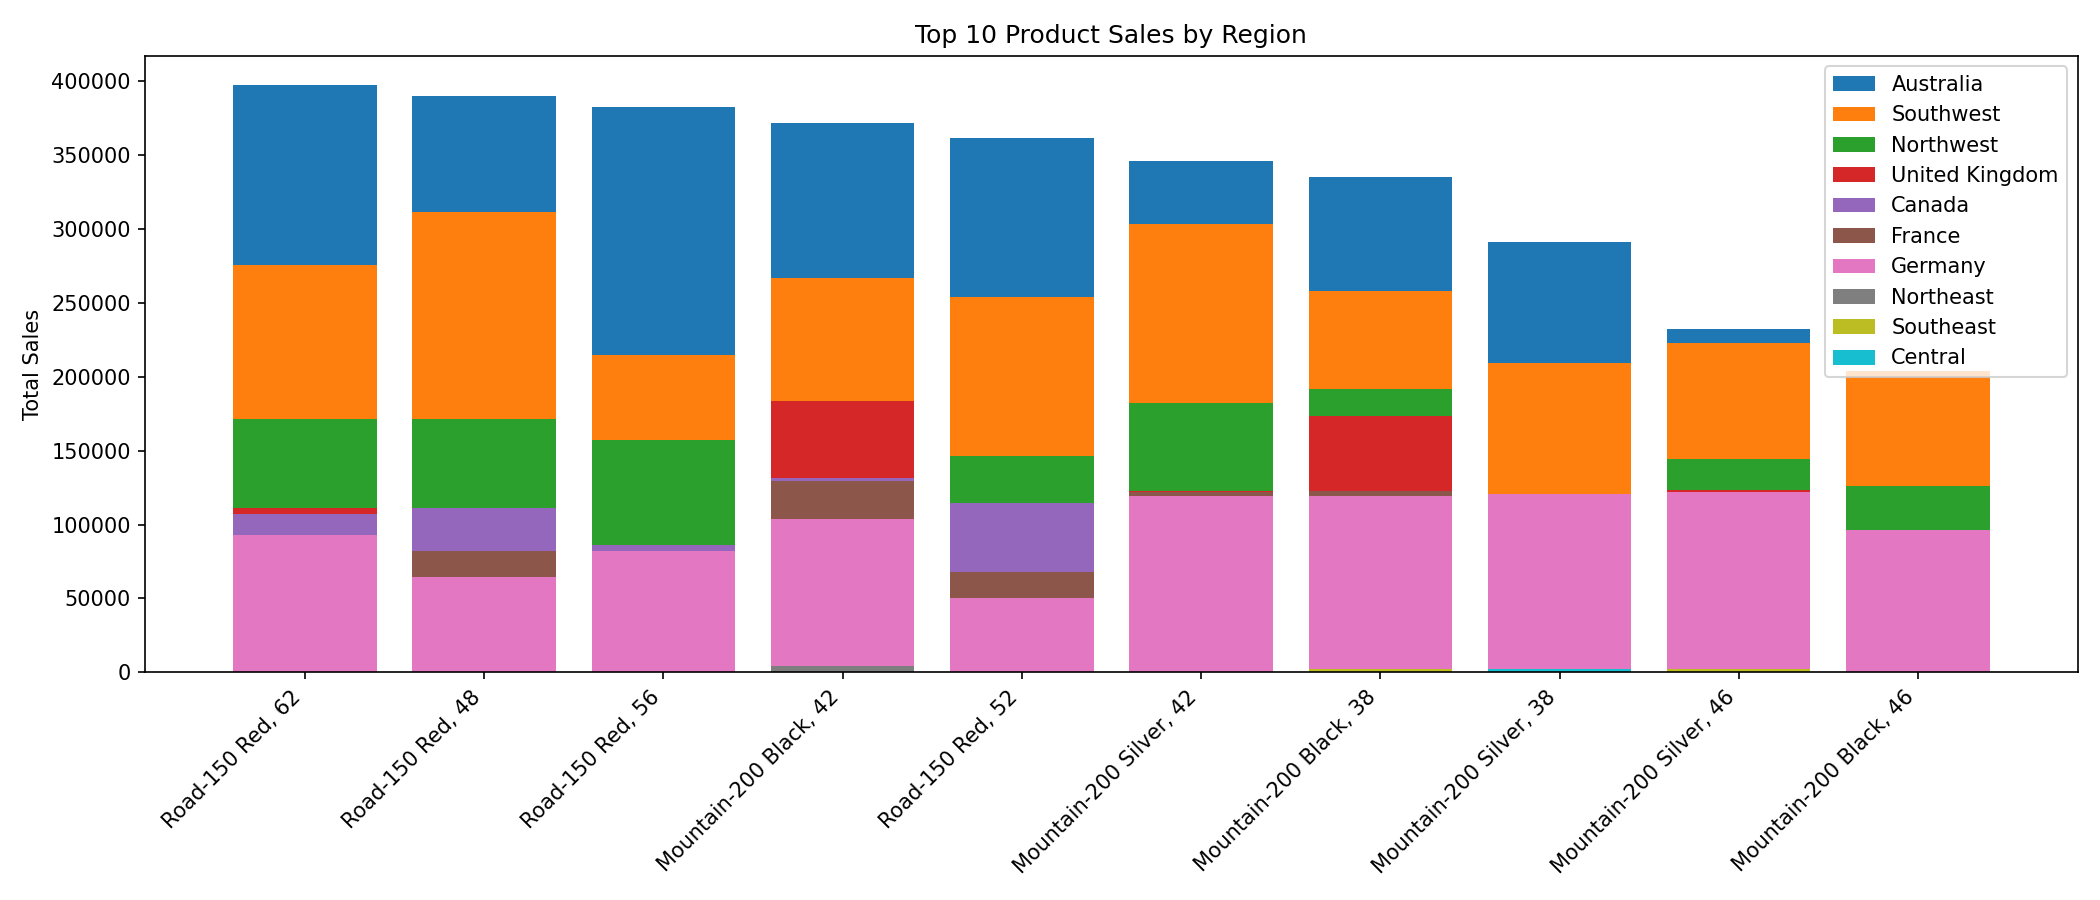 Top 10 Product Sales by Region
Total Sales
400000
350000
300000
250000
200000
150000
100000
50000
0
Australia
Southwest
Northwest
United Kingdom
Canada
France
Germany
Northeast
Southeast
Central
Road-150 Red, 62
Road-150 Red, 48
Road-150 Red, 56
Mountain-200 Black, 42
Road-150 Red, 52
Mountain-200 Silver, 42
Mountain-200 Black, 38
Mountain-200 Silver, 38
Mountain-200 Silver, 46
Mountain-200 Black, 46